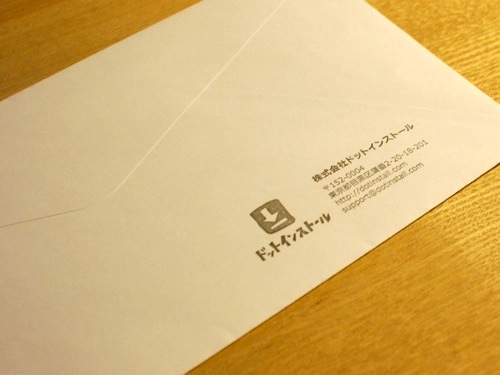 株式会社ドットインストール
〒152-0004
東京都目黒区鷹番2-20-18-201
http://dotinstall.com
support@dotinstall.com
ドットインストール